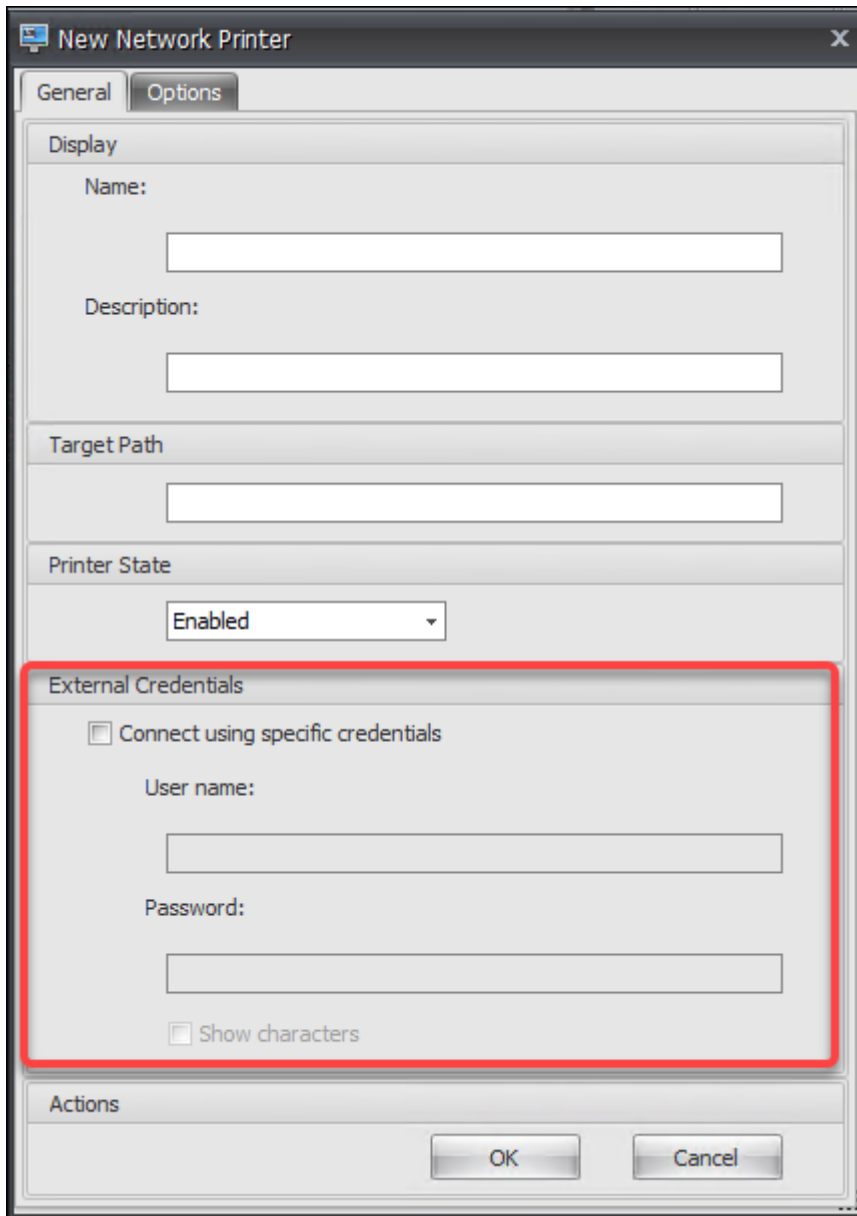 New Network Printer
General Options
Display
Name:
Description:
Target Path
Printer State
Enabled
External Credentials
Connect using specific credentials
User name:
Password:
Show characters
Actions
OK Cancel